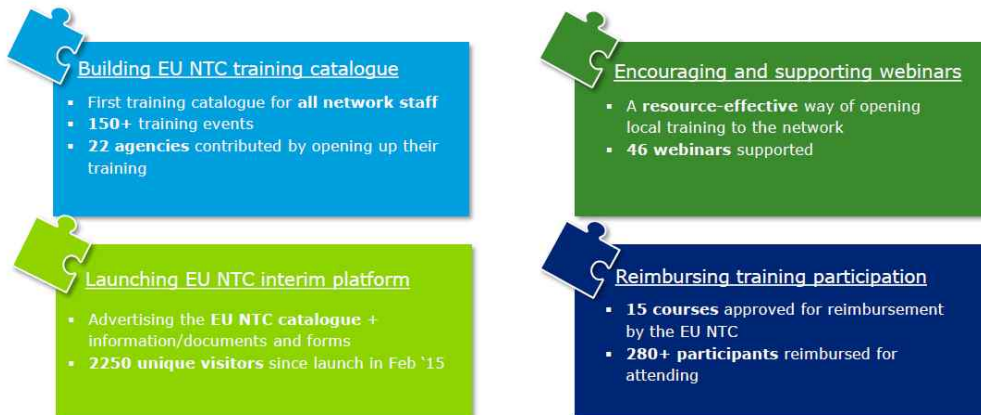 Building EU NTC training catalogue
▪ First training catalogue for all network staff
▪ 150+ training events
▪ 22 agencies contributed by opening up their
training
Encouraging and supporting webinars
▪ A resource-effective way of opening
local training to the network
▪ 46 webinars supported
Launching EU NTC interim platform
▪ Advertising the EU NTC catalogue +
information/documents and forms
▪ 2250 unique visitors since launch in Feb ‘15
Reimbursing training participation
▪ 15 courses approved for reimbursement
by the EU NTC
▪ 280+ participants reimbursed for
attending